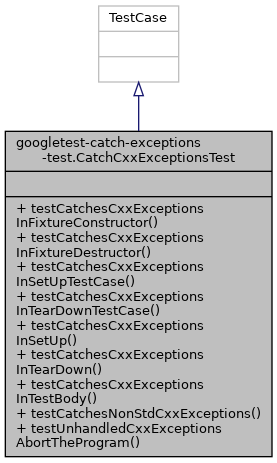 TestCase
googletest-catch-exceptions
-test.CatchCxxExceptionsTest
+ testCatchesCxxExceptions
InFixtureConstructor()
+ testCatchesCxxExceptions
InFixtureDestructor()
+ testCatchesCxxExceptions
InSetUpTestCase()
+ testCatchesCxxExceptions
InTearDownTestCase()
+ testCatchesCxxExceptions
InSetUp()
+ testCatchesCxxExceptions
InTearDown()
+ testCatchesCxxExceptions
InTestBody()
+ testCatchesNonStdCxxExceptions()
+ testUnhandledCxxExceptions
AbortTheProgram()